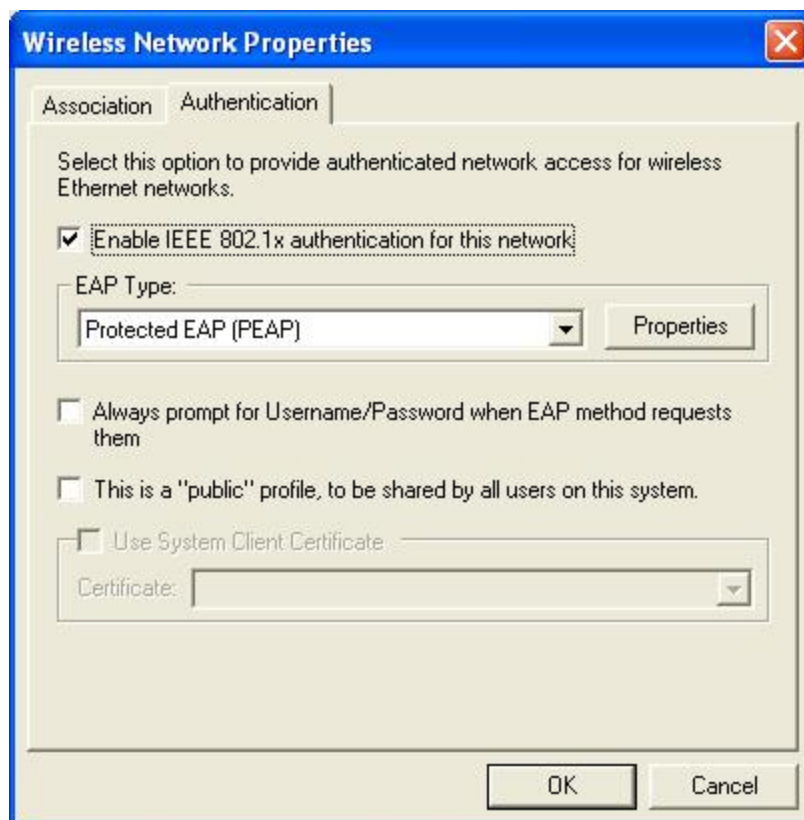 Wireless Network Properties
Association
Authentication
Select this option to provide authenticated network access for wireless
Ethernet networks.
Enable IEEE 802.1x authentication for this network
EAP Type:
Protected EAP (PEAP)
Properties
Always prompt for Username/Password when EAP method requests
them
This is a "public" profile, to be shared by all users on this system.
Use System Client Certificate
Certificate:
OK
Cancel